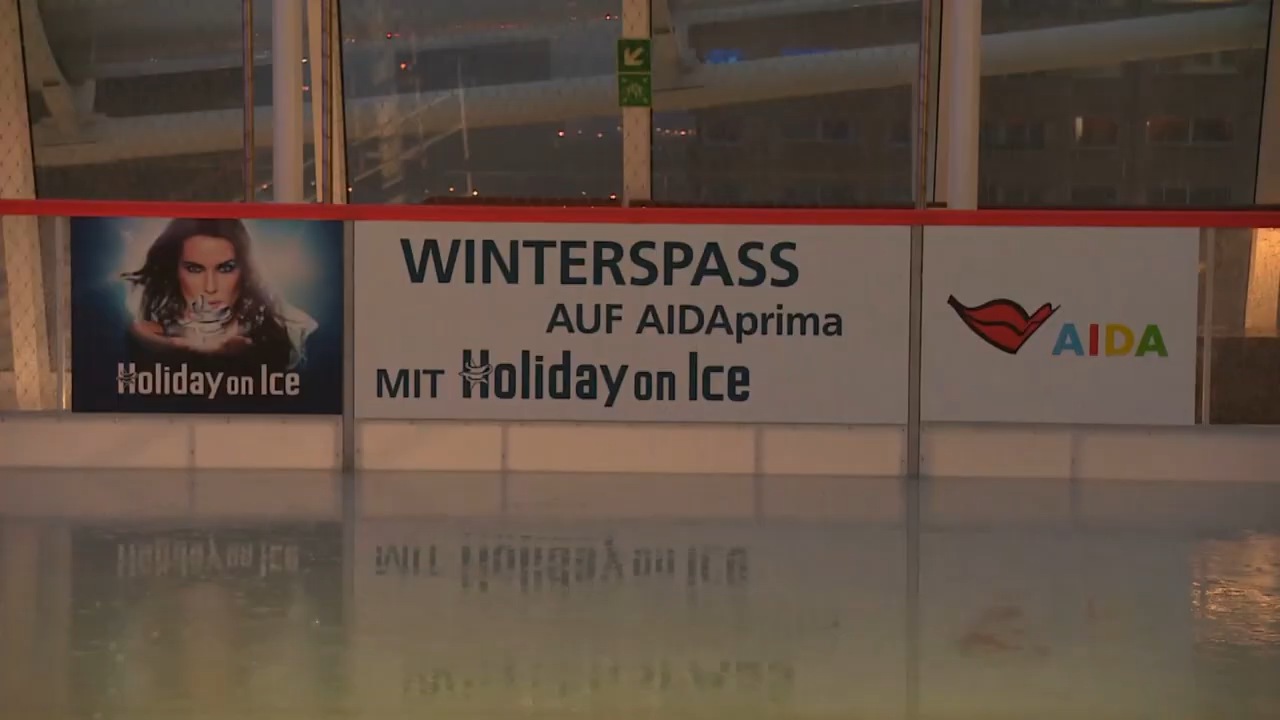 Holiday on Ice
WINTERSPASS
AUF AIDAprima
MIT Holiday on Ice
AIDA